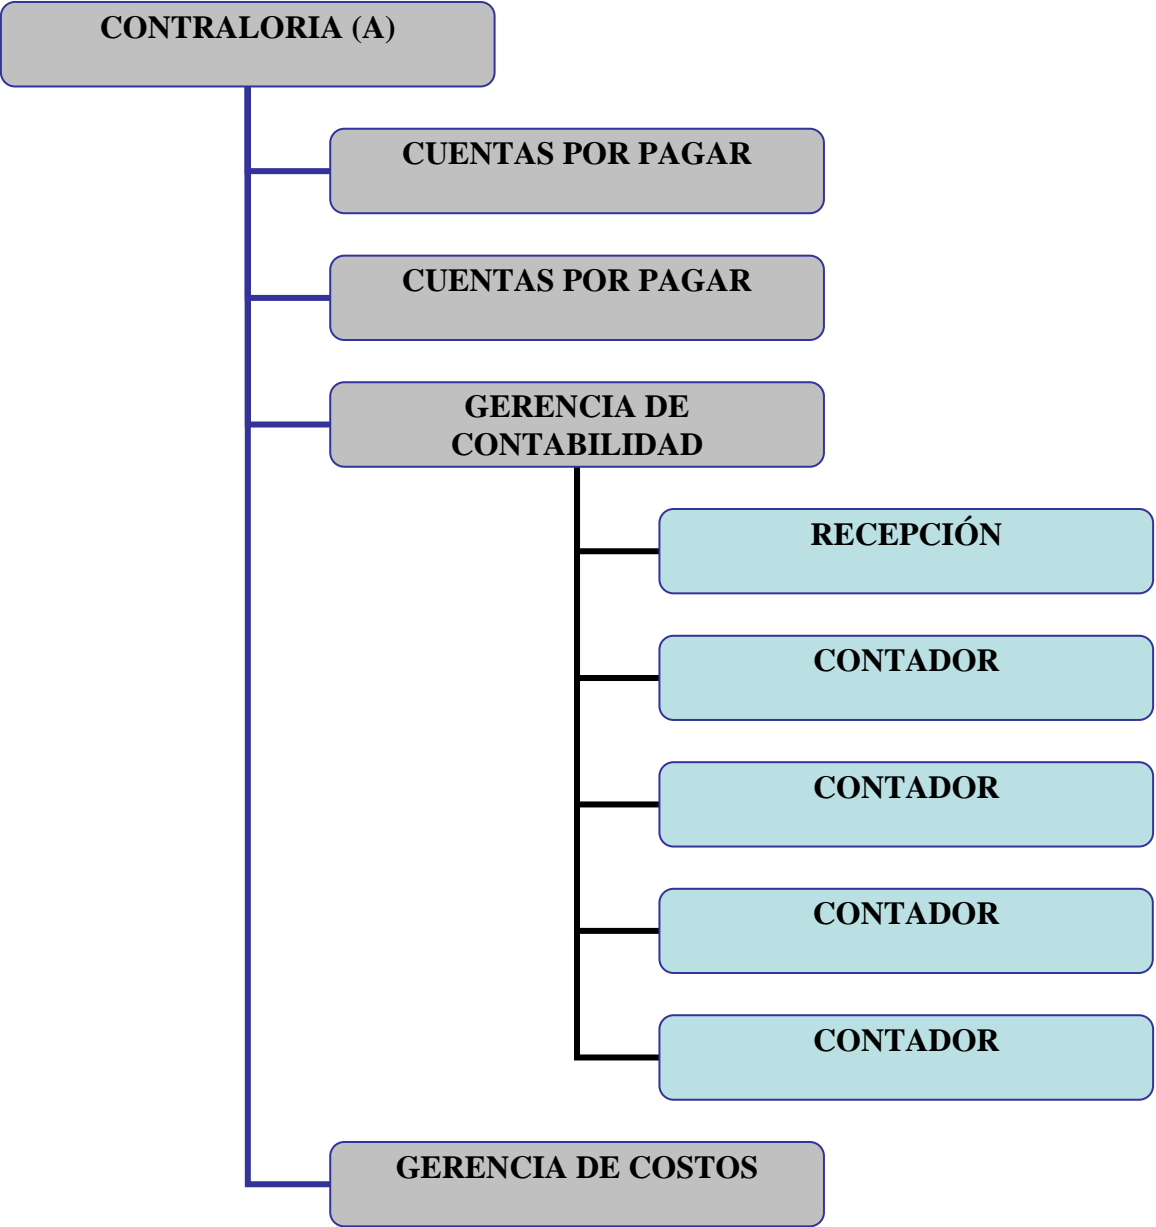 CONTRALORIA (A)
CUENTAS POR PAGAR
CUENTAS POR PAGAR
GERENCIA DE
CONTABILIDAD
RECEPCIÓN
CONTADOR
CONTADOR
CONTADOR
CONTADOR
GERENCIA DE COSTOS